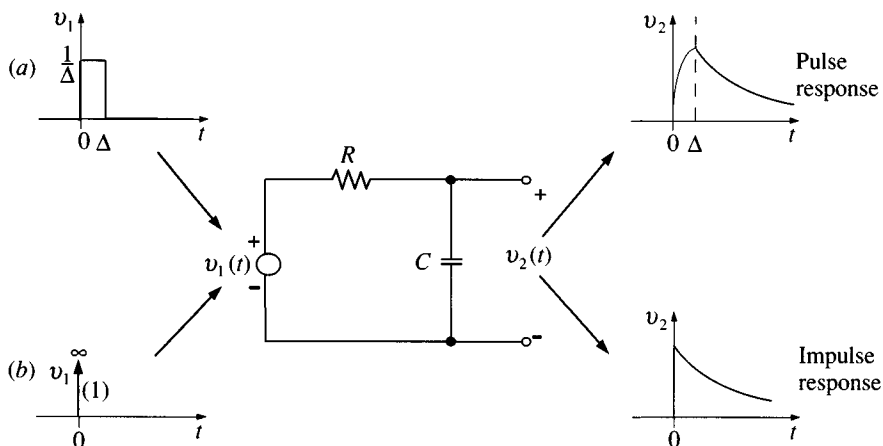 υ₁
(a)
1
Δ
0 Δ
t
υ₂
Pulse
response
0
Δ
t
R
+
+
υ₁(t)
C
υ₂(t)
-
-
∞
(b)
υ₁
(1)
0
t
υ₂
Impulse
response
0
t